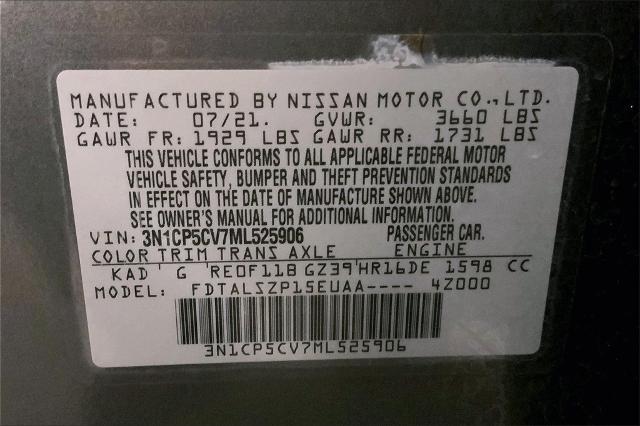 MANUFACTURED BY NISSAN MOTOR CO., LTD.
DATE: 07/21. GVWR: 3660 LBS
GAWR FR: 1929 LBS GAWR RR: 1731 LBS
THIS VEHICLE CONFORMS TO ALL APPLICABLE FEDERAL MOTOR
VEHICLE SAFETY, BUMPER AND THEFT PREVENTION STANDARDS
IN EFFECT ON THE DATE OF MANUFACTURE SHOWN ABOVE.
SEE OWNER'S MANUAL FOR ADDITIONAL INFORMATION.
VIN: 3N1CP5CV7ML525906 PASSENGER CAR.
COLOR TRIM TRANS AXLE ENGINE
KAD G RE0F11B GZ39 HR16DE 1598 CC
MODEL: FDTALSZP15EUAA---- 4Z000
3N1CP5CV7ML525906